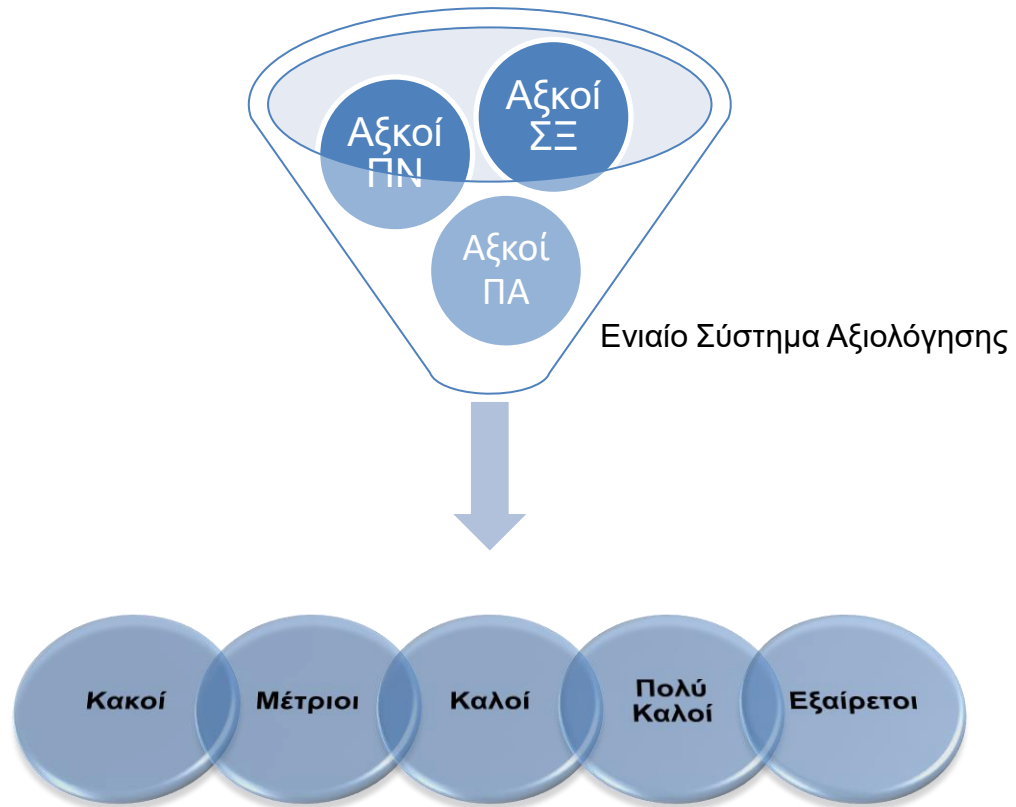 Αξκοί
ΣΞ
Αξκοί
ΠΝ
Αξκοί
ΠΑ
Ενιαίο Σύστημα Αξιολόγησης
Κακοί
Μέτριοι
Καλοί
Πολύ
Καλοί
Εξαίρετοι